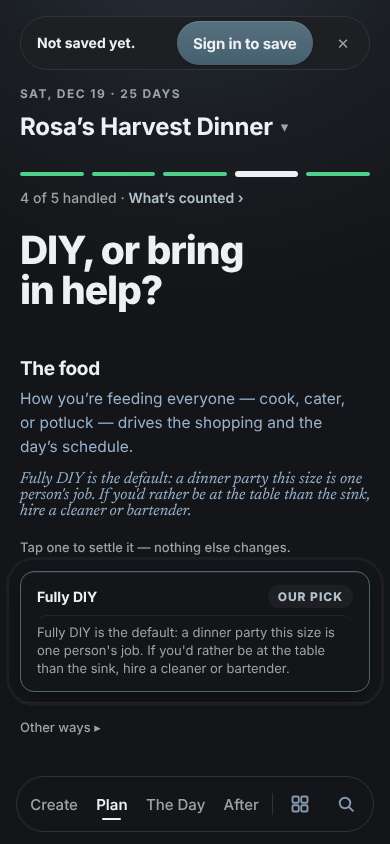 Not saved yet.
Sign in to save
×
SAT, DEC 19 · 25 DAYS
Rosa’s Harvest Dinner ▾
4 of 5 handled · What’s counted ›
DIY, or bring
in help?
The food
How you’re feeding everyone — cook, cater,
or potluck — drives the shopping and the
day’s schedule.
Fully DIY is the default: a dinner party this size is one
person's job. If you'd rather be at the table than the sink,
hire a cleaner or bartender.
Tap one to settle it — nothing else changes.
Fully DIY
OUR PICK
Fully DIY is the default: a dinner party this size is
one person's job. If you'd rather be at the table
than the sink, hire a cleaner or bartender.
Other ways ▸
Create Plan The Day After